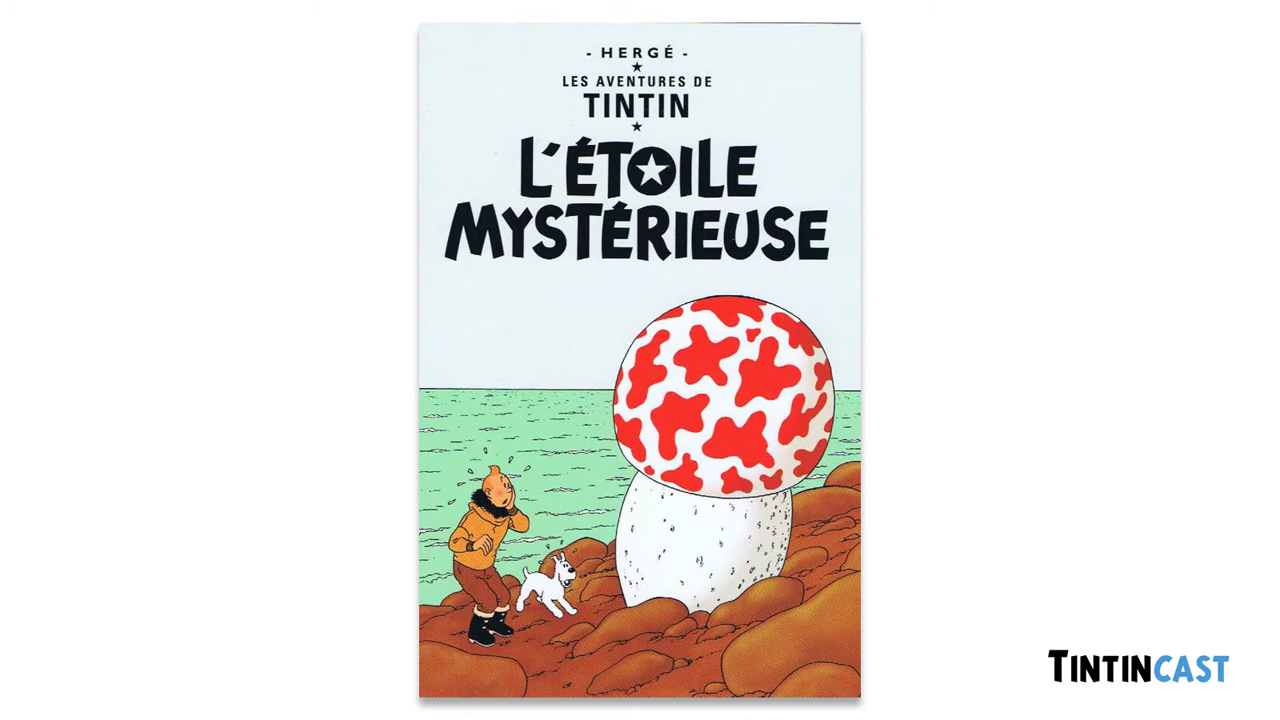 - HERGÉ -
LES AVENTURES DE
TINTIN
L'ÉTOILE
MYSTÉRIEUSE
TINTINCAST